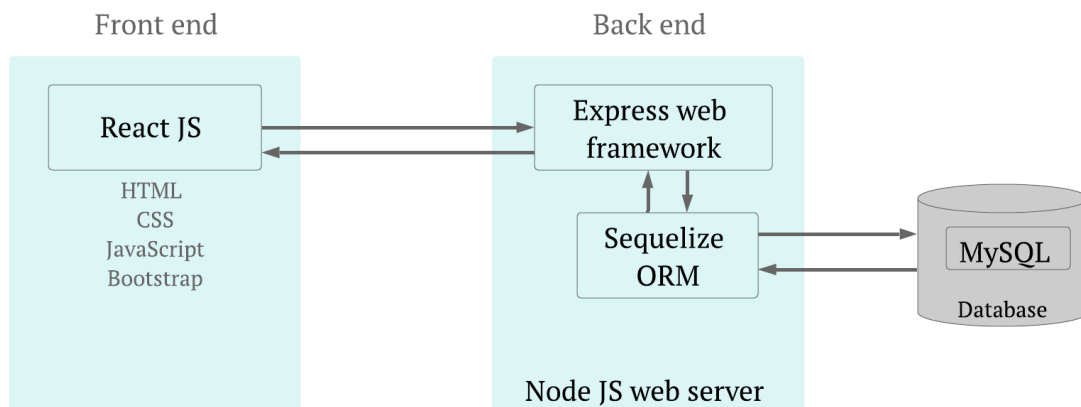 Front end
Back end
React JS
HTML
CSS
JavaScript
Bootstrap
Express web
framework
Sequelize
ORM
Node JS web server
MySQL
Database